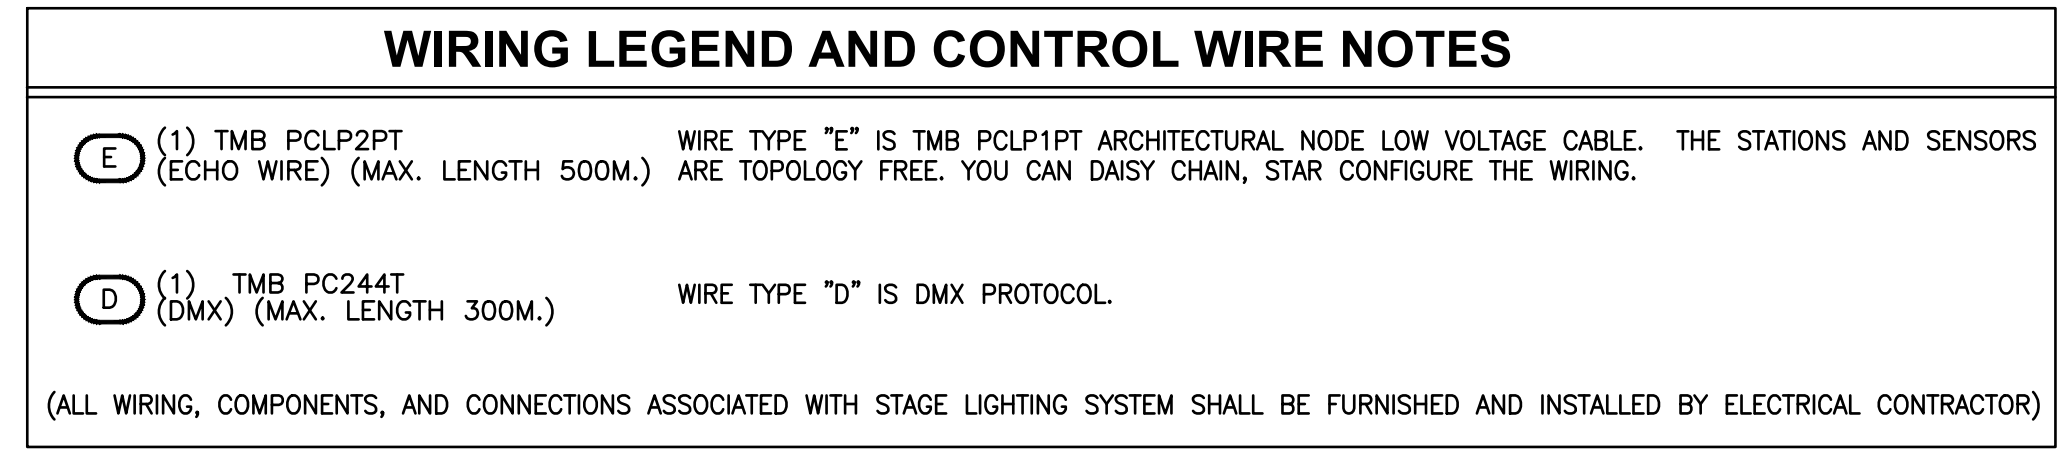 WIRING LEGEND AND CONTROL WIRE NOTES
E
(1) TMB PCLP2PT
(ECHO WIRE) (MAX. LENGTH 500M.)
WIRE TYPE "E" IS TMB PCLP1PT ARCHITECTURAL NODE LOW VOLTAGE CABLE. THE STATIONS AND SENSORS
ARE TOPOLOGY FREE. YOU CAN DAISY CHAIN, STAR CONFIGURE THE WIRING.
D
(1) TMB PC244T
(DMX) (MAX. LENGTH 300M.)
WIRE TYPE "D" IS DMX PROTOCOL.
(ALL WIRING, COMPONENTS, AND CONNECTIONS ASSOCIATED WITH STAGE LIGHTING SYSTEM SHALL BE FURNISHED AND INSTALLED BY ELECTRICAL CONTRACTOR)